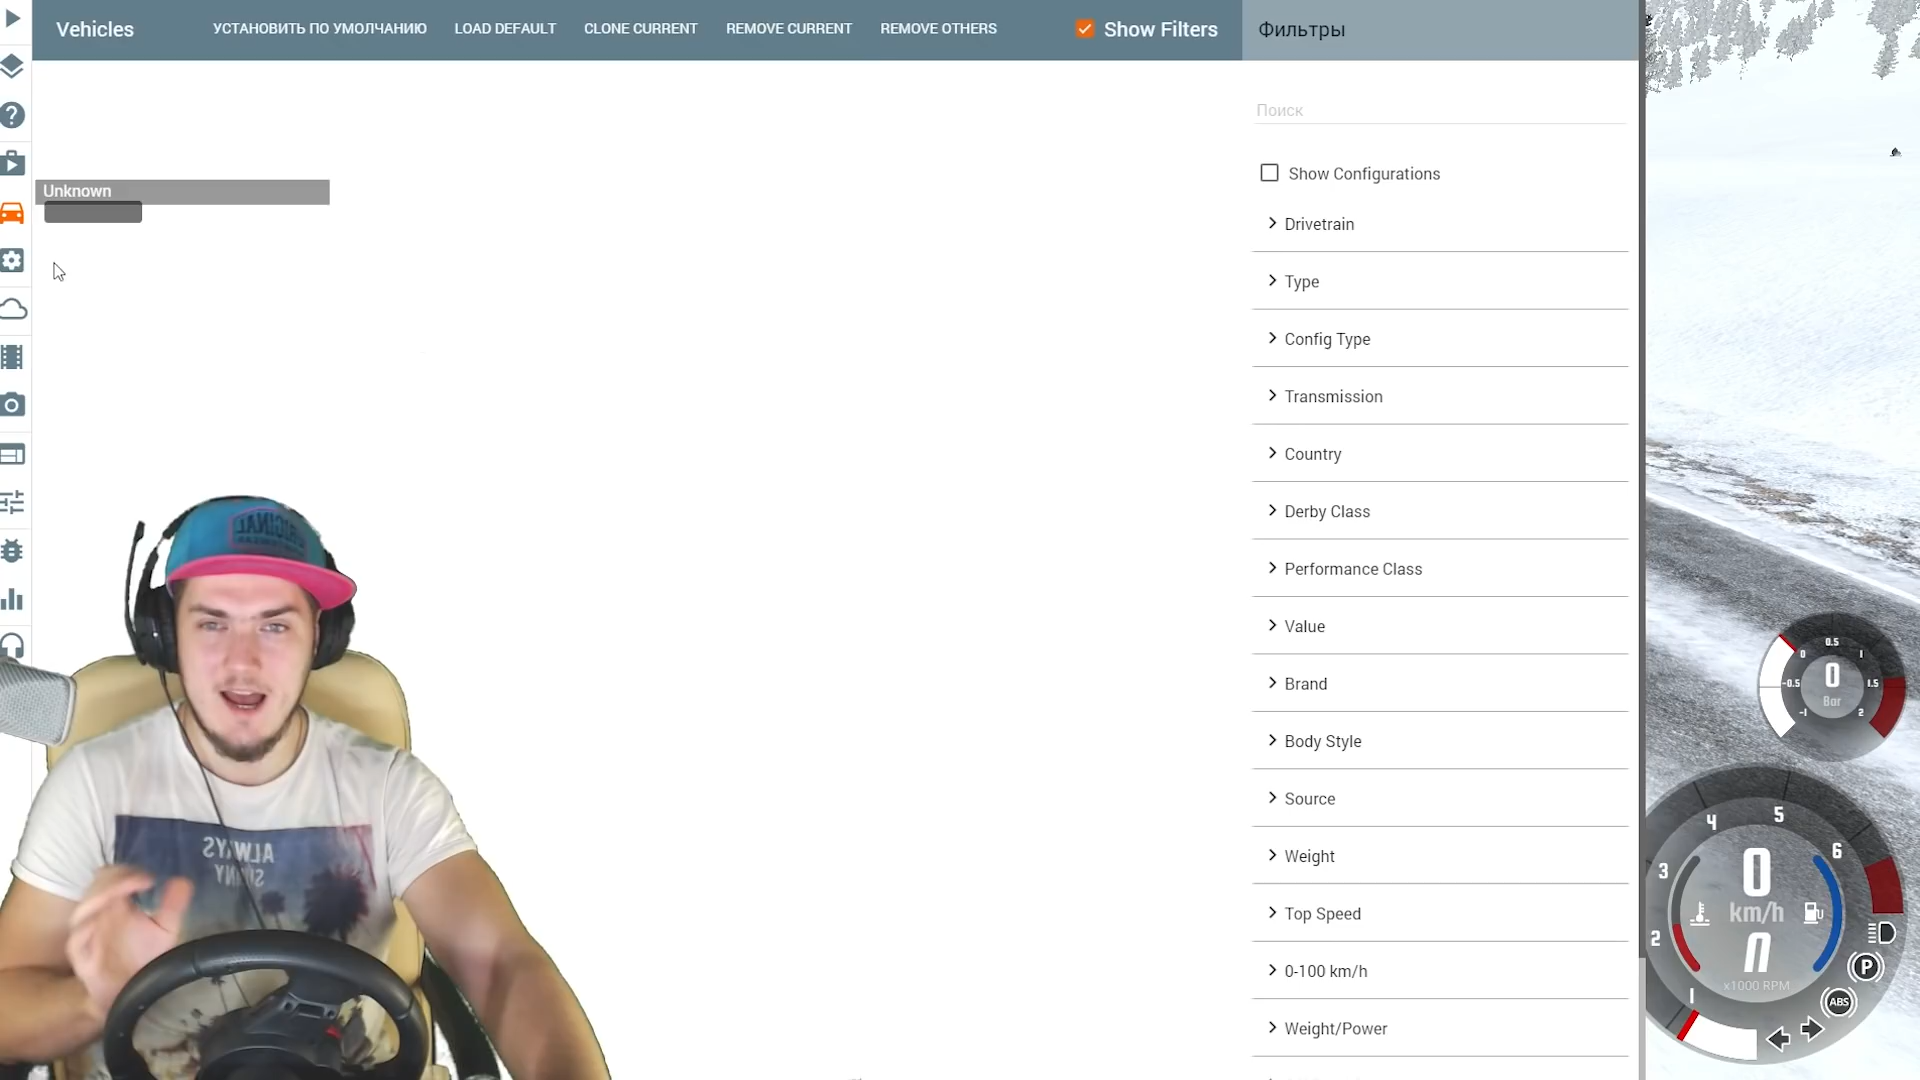 Vehicles
УСТАНОВИТЬ ПО УМОЛЧАНИЮ
LOAD DEFAULT
CLONE CURRENT
REMOVE CURRENT
REMOVE OTHERS
Show Filters
Фильтры
Поиск
Unknown
Show Configurations
Drivetrain
Type
Config Type
Transmission
Country
Derby Class
Performance Class
Value
Brand
Body Style
Source
Weight
Top Speed
0-100 km/h
Weight/Power
ORIGINAL
ALWAYS
SUNNY
-1 -0.5 0 0.5 1 1.5 2
0
Bar
1 2 3 4 5 6
0
km/h
n
x1000 RPM
P
ABS